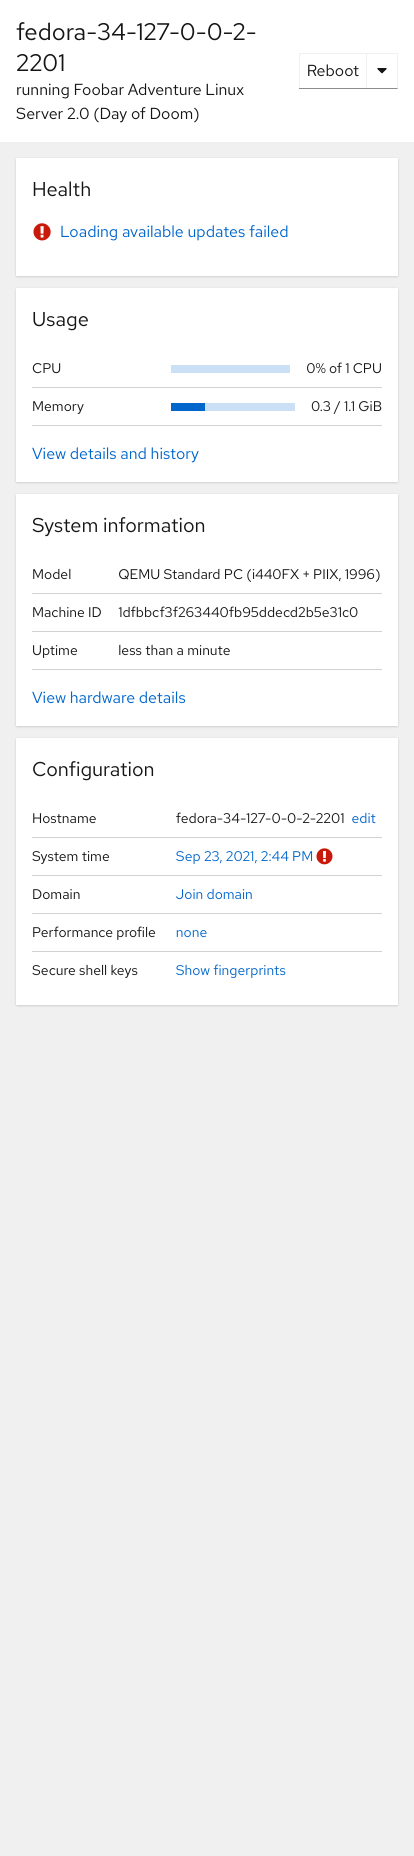 fedora-34-127-0-0-2-
2201
running Foobar Adventure Linux
Server 2.0 (Day of Doom)
Reboot
Health
Loading available updates failed
Usage
CPU 0% of 1 CPU
Memory 0.3 / 1.1 GiB
View details and history
System information
Model QEMU Standard PC (i440FX + PIIX, 1996)
Machine ID 1dfbbcf3f263440fb95ddecd2b5e31c0
Uptime less than a minute
View hardware details
Configuration
Hostname fedora-34-127-0-0-2-2201 edit
System time Sep 23, 2021, 2:44 PM
Domain Join domain
Performance profile none
Secure shell keys Show fingerprints